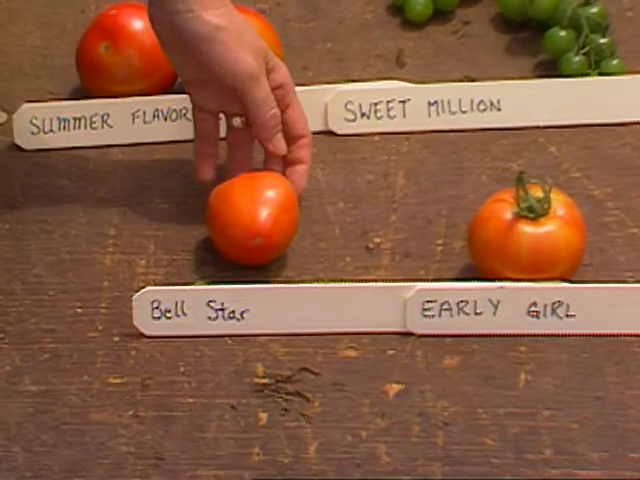 SUMMER FLAVOR
SWEET MILLION
Bell Star
EARLY GIRL